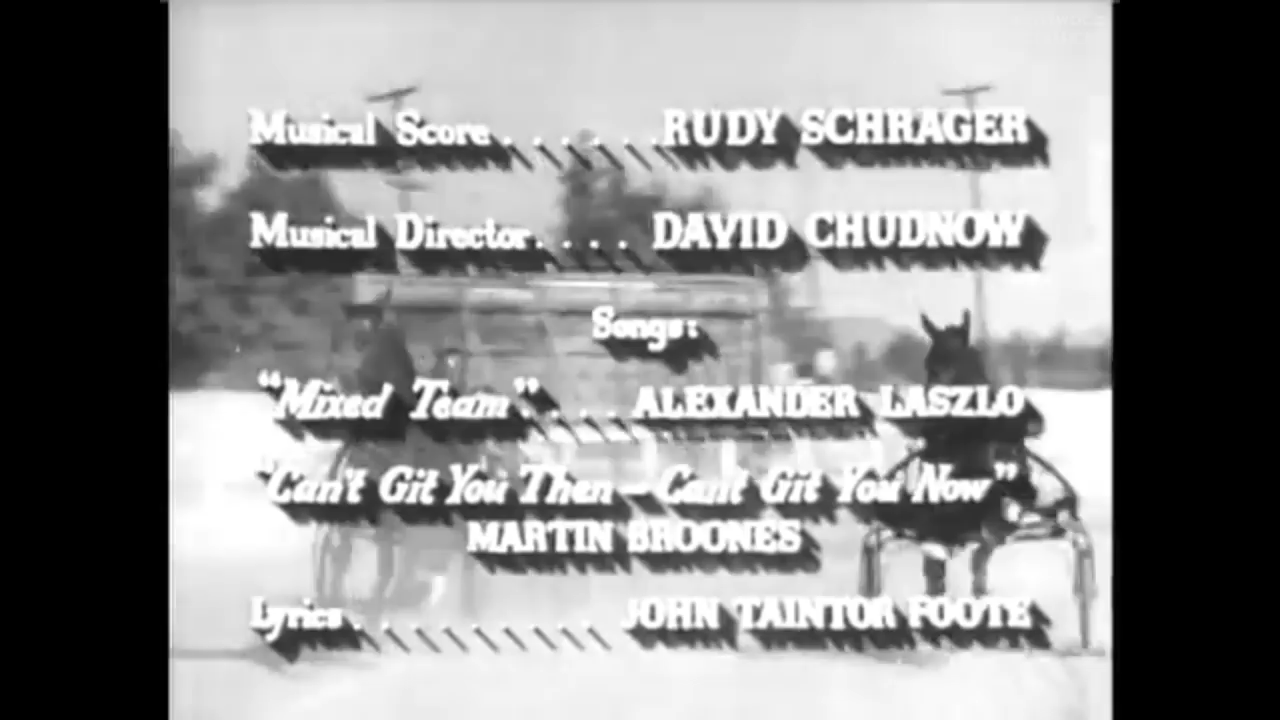 Musical Score . . . . . . RUDY SCHRAGER
Musical Director . . . . DAVID CHUDNOW
Songs:
"Mixed Team" . . . . ALEXANDER LASZLO
"Can't Git You Then – Can't Git You Now"
MARTIN BROONES
Lyrics . . . . . . . . . . JOHN TAINTOR FOOTE